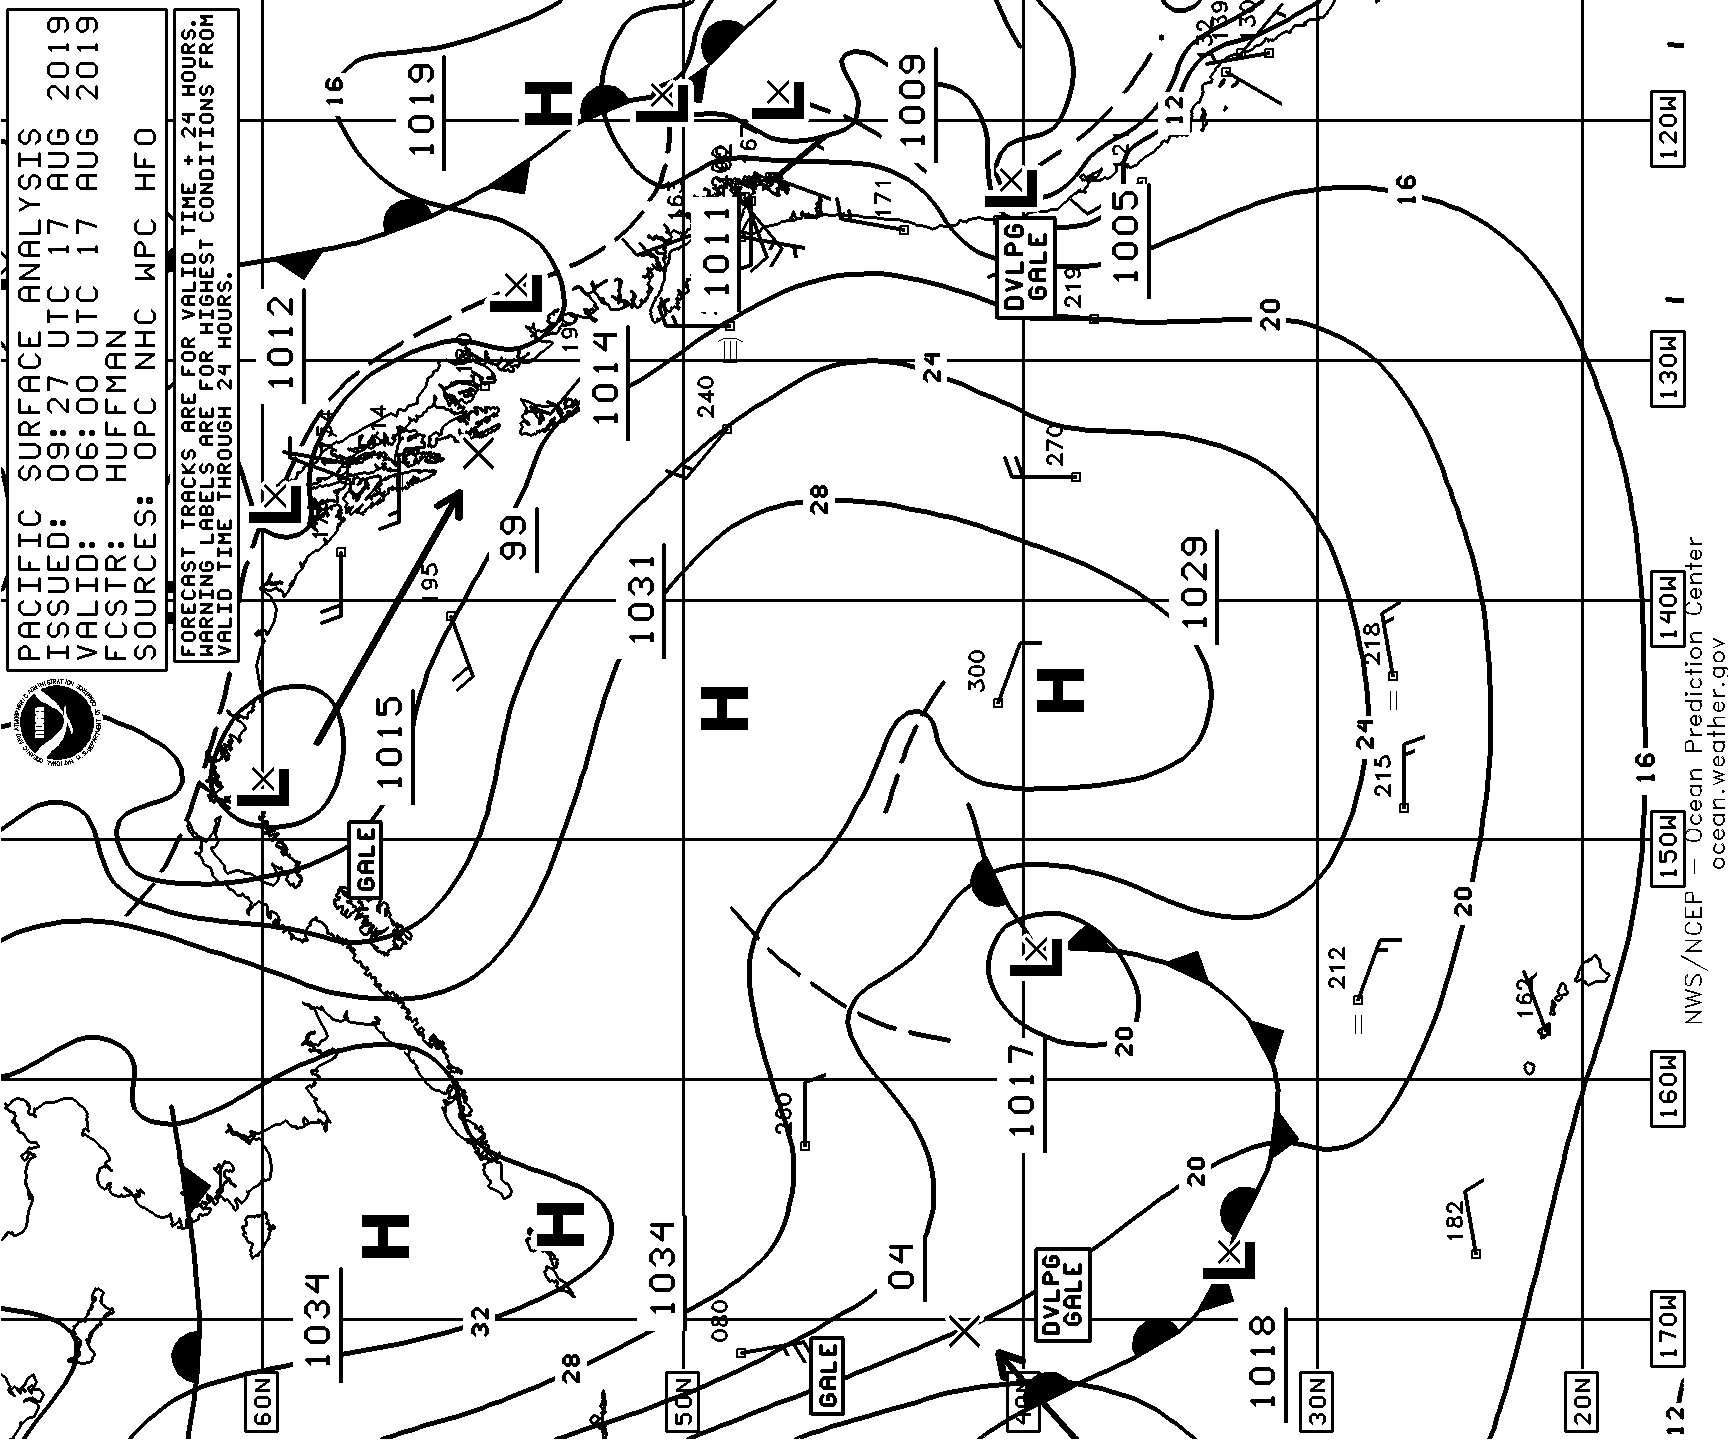 PACIFIC SURFACE ANALYSIS
ISSUED: 09:27 UTC 17 AUG 2019
VALID: 06:00 UTC 17 AUG 2019
FCSTR: HUFFMAN
SOURCES: OPC NHC WPC HFO
FORECAST TRACKS ARE FOR VALID TIME + 24 HOURS.
WARNING LABELS ARE FOR HIGHEST CONDITIONS FROM
VALID TIME THROUGH 24 HOURS.
16
1019
H
L
L
1009
12
120W
1012
L
1011
171
L
1005
DVLPG
GALE
219
16
20
1014
190
240
24
130W
L
99
28
270
195
1031
1029
140W
L
1015
GALE
H
300
H
218
24
215
16
150W
L
20
20
212
162
1017
160W
260
20
182
H
H
1034
1034
04
DVLPG
GALE
L
1018
32
28
080
GALE
170W
60N
50N
40N
30N
20N
12
NWS/NCEP – Ocean Prediction Center
ocean.weather.gov